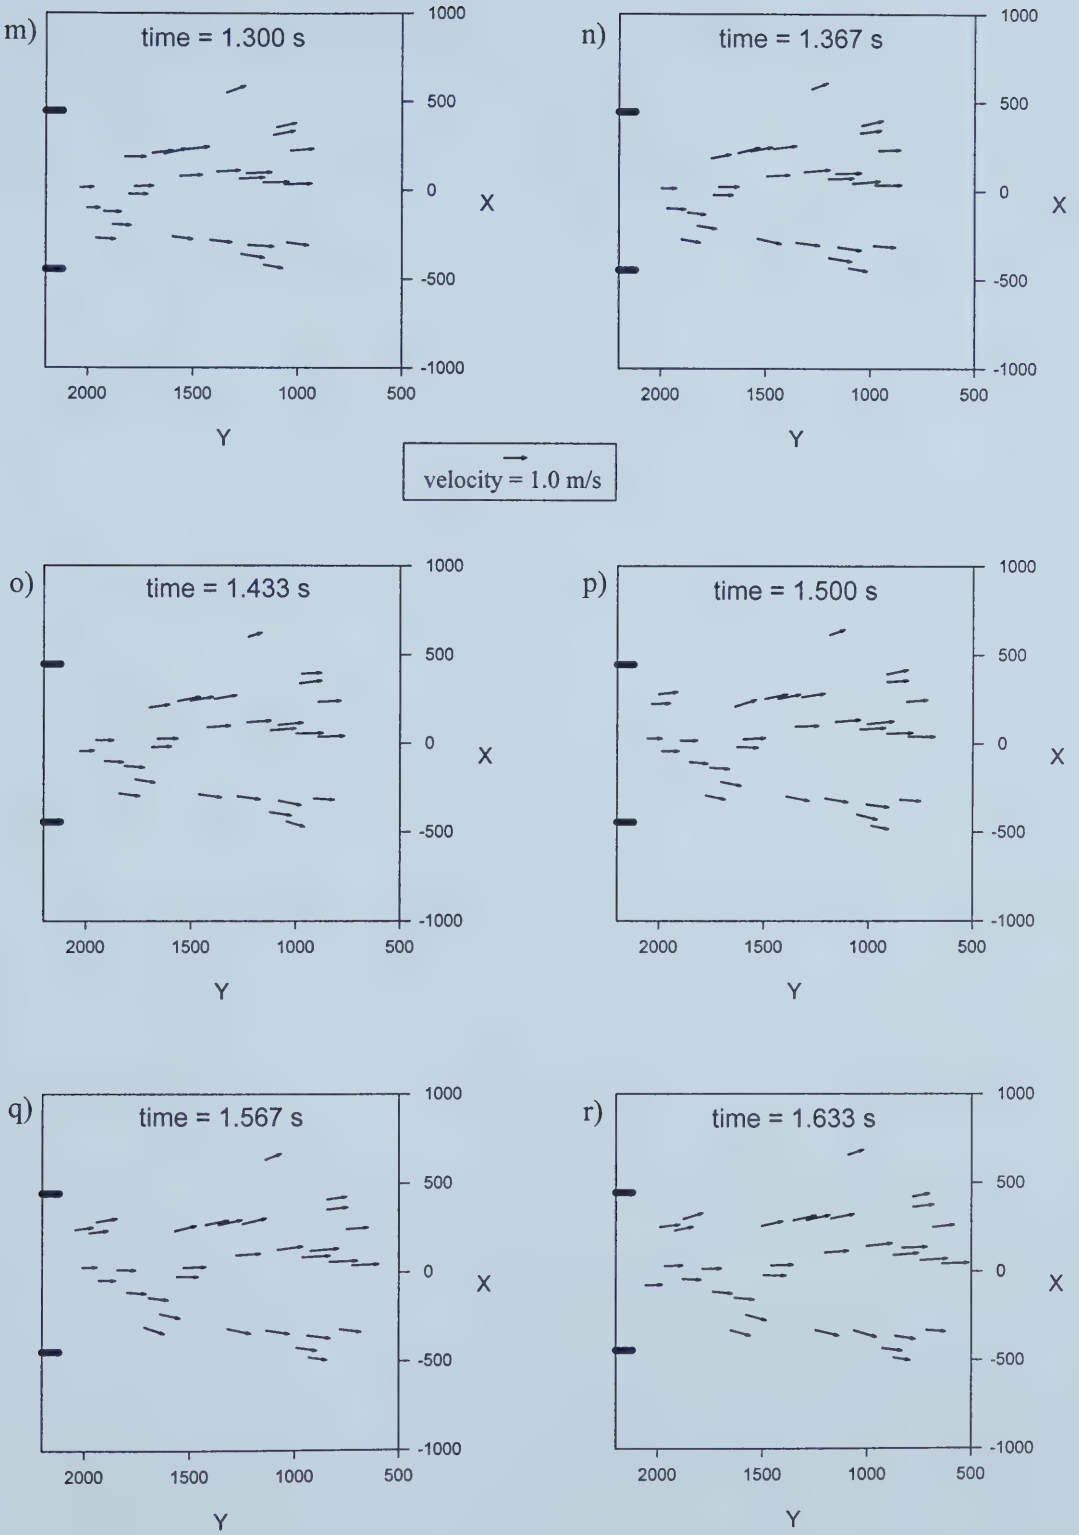 m)
time = 1.300 s
1000
500
0
-500
-1000
X
2000 1500 1000 500
Y
n)
time = 1.367 s
1000
500
0
-500
-1000
X
2000 1500 1000 500
Y
velocity = 1.0 m/s
o)
time = 1.433 s
1000
500
0
-500
-1000
X
2000 1500 1000 500
Y
p)
time = 1.500 s
1000
500
0
-500
-1000
X
2000 1500 1000 500
Y
q)
time = 1.567 s
1000
500
0
-500
-1000
X
2000 1500 1000 500
Y
r)
time = 1.633 s
1000
500
0
-500
-1000
X
2000 1500 1000 500
Y